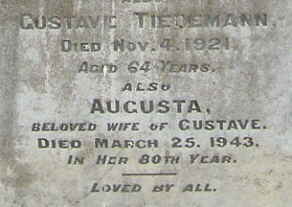 ALSO
GUSTAVE TIEDEMANN.
DIED NOV. 4. 1921.
AGED 64 YEARS.
ALSO
AUGUSTA,
BELOVED WIFE OF GUSTAVE.
DIED MARCH 25. 1943.
IN HER 80TH YEAR.
LOVED BY ALL.